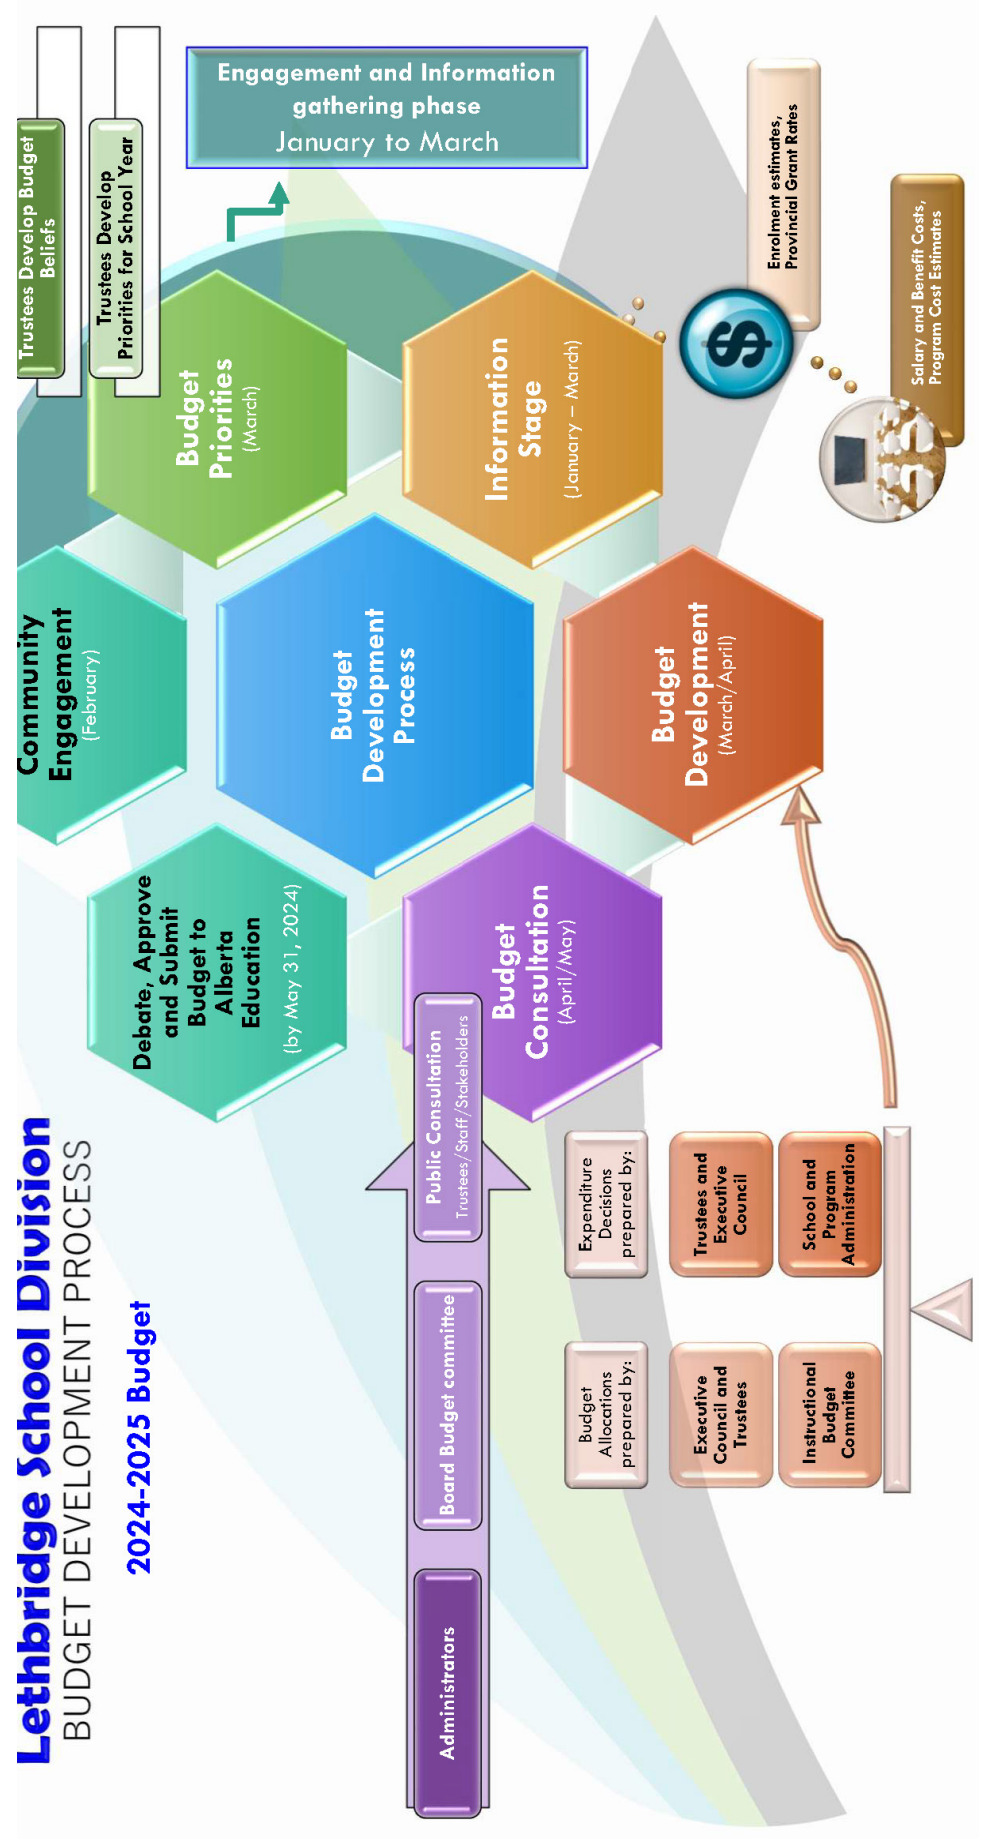 Lethbridge School Division
BUDGET DEVELOPMENT PROCESS
2024-2025 Budget
Community
Engagement
(February)
Trustees Develop Budget
Beliefs
Trustees Develop
Priorities for School Year
Engagement and Information
gathering phase
January to March
Debate, Approve
and Submit
Budget to
Alberta
Education
(by May 31, 2024)
Budget
Development
Process
Budget
Priorities
(March)
Information
Stage
(January – March)
Administrators
Board Budget committee
Public Consultation
Trustees/Staff/Stakeholders
Budget
Consultation
(April/May)
Budget
Development
(March/April)
$
Enrolment estimates,
Provincial Grant Rates
Salary and Benefit Costs,
Program Cost Estimates
Budget
Allocations
prepared by:
Expenditure
Decisions
prepared by:
Executive
Council and
Trustees
Trustees and
Executive
Council
Instructional
Budget
Committee
School and
Program
Administration